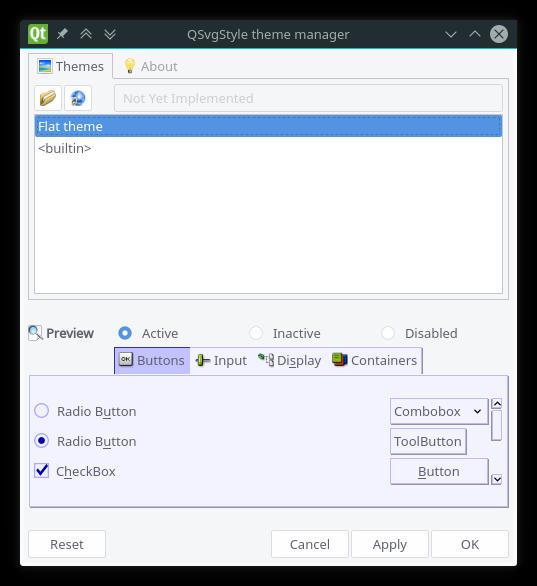 Qt QSvgStyle theme manager
Themes About
Not Yet Implemented
Flat theme
<builtin>
Preview Active Inactive Disabled
OK Buttons Input Display Containers
Radio Button Combobox
Radio Button ToolButton
CheckBox Button
Reset Cancel Apply OK